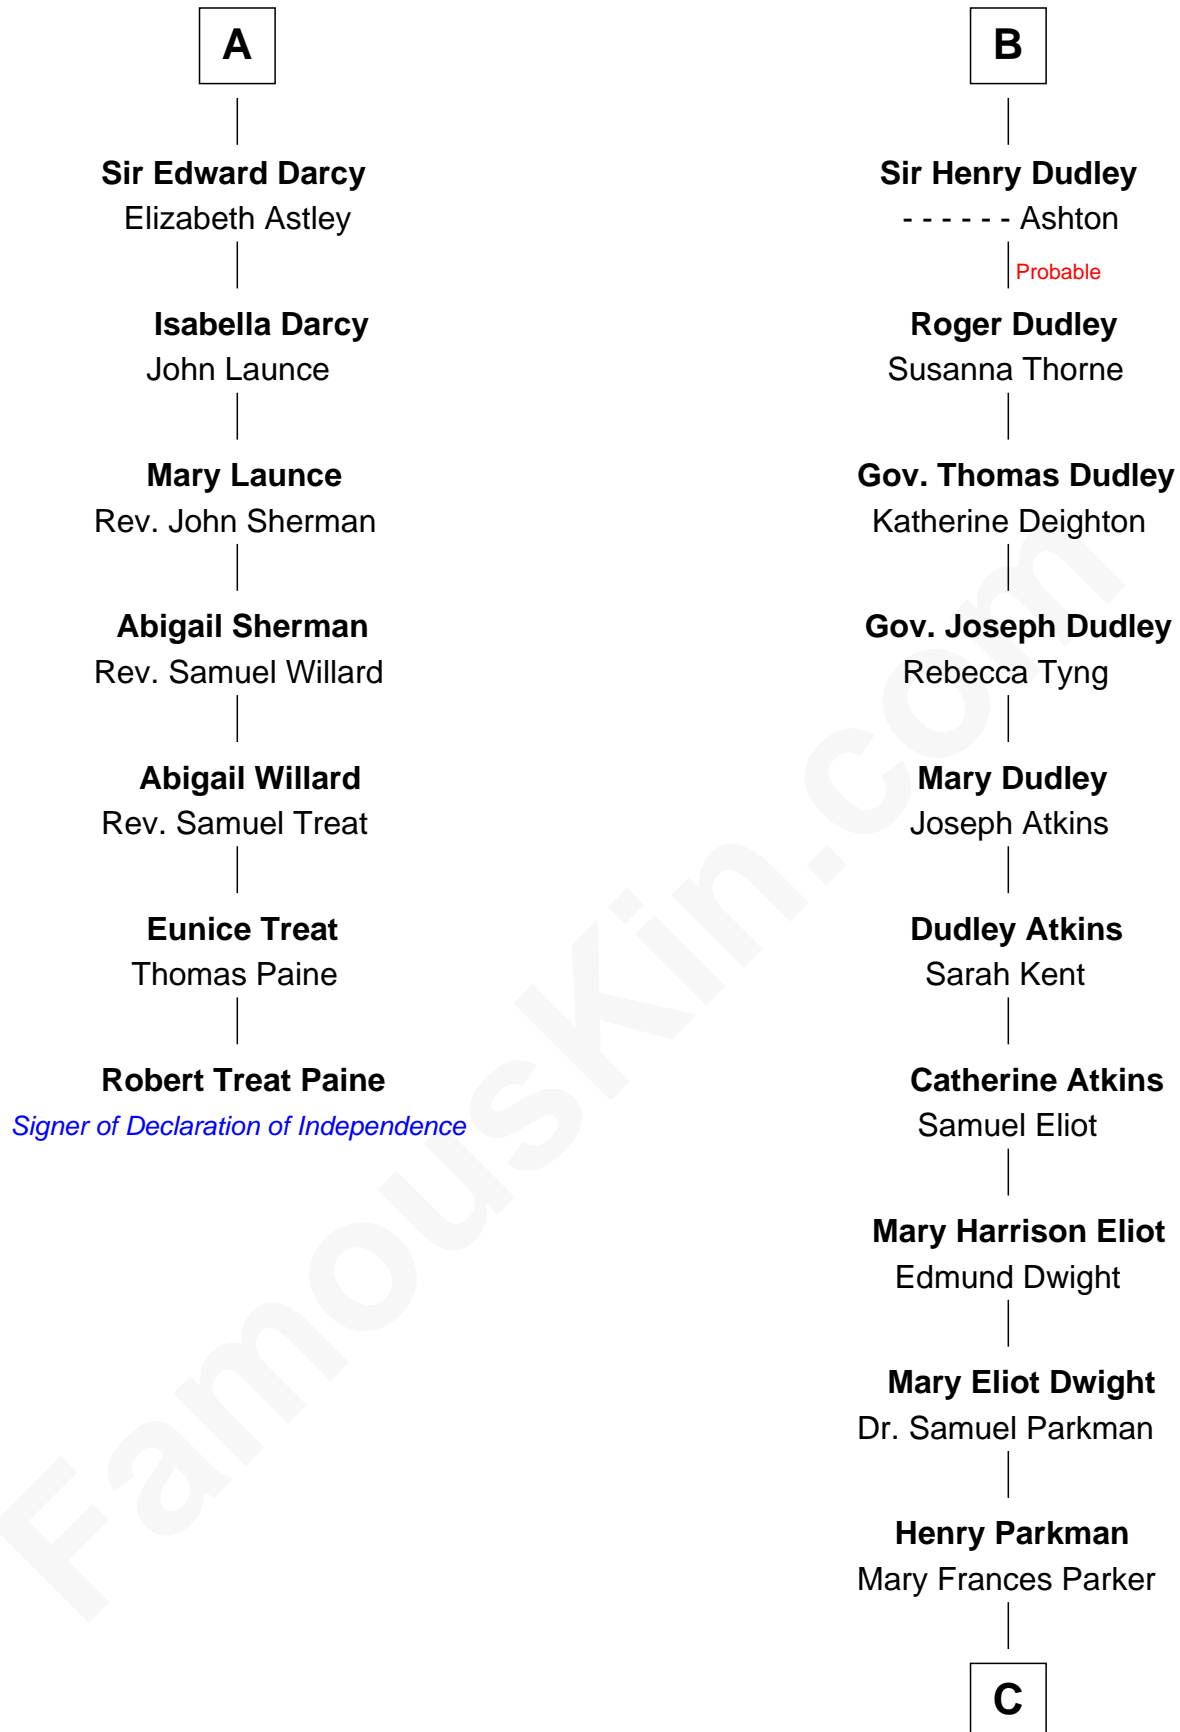 A
Sir Edward Darcy
Elizabeth Astley
Isabella Darcy
John Launce
Mary Launce
Rev. John Sherman
Abigail Sherman
Rev. Samuel Willard
Abigail Willard
Rev. Samuel Treat
Eunice Treat
Thomas Paine
Robert Treat Paine
Signer of Declaration of Independence
B
Sir Henry Dudley
- - - - - - Ashton
Probable
Roger Dudley
Susanna Thorne
Gov. Thomas Dudley
Katherine Deighton
Gov. Joseph Dudley
Rebecca Tyng
Mary Dudley
Joseph Atkins
Dudley Atkins
Sarah Kent
Catherine Atkins
Samuel Eliot
Mary Harrison Eliot
Edmund Dwight
Mary Eliot Dwight
Dr. Samuel Parkman
Henry Parkman
Mary Frances Parker
C
FamousKin.com